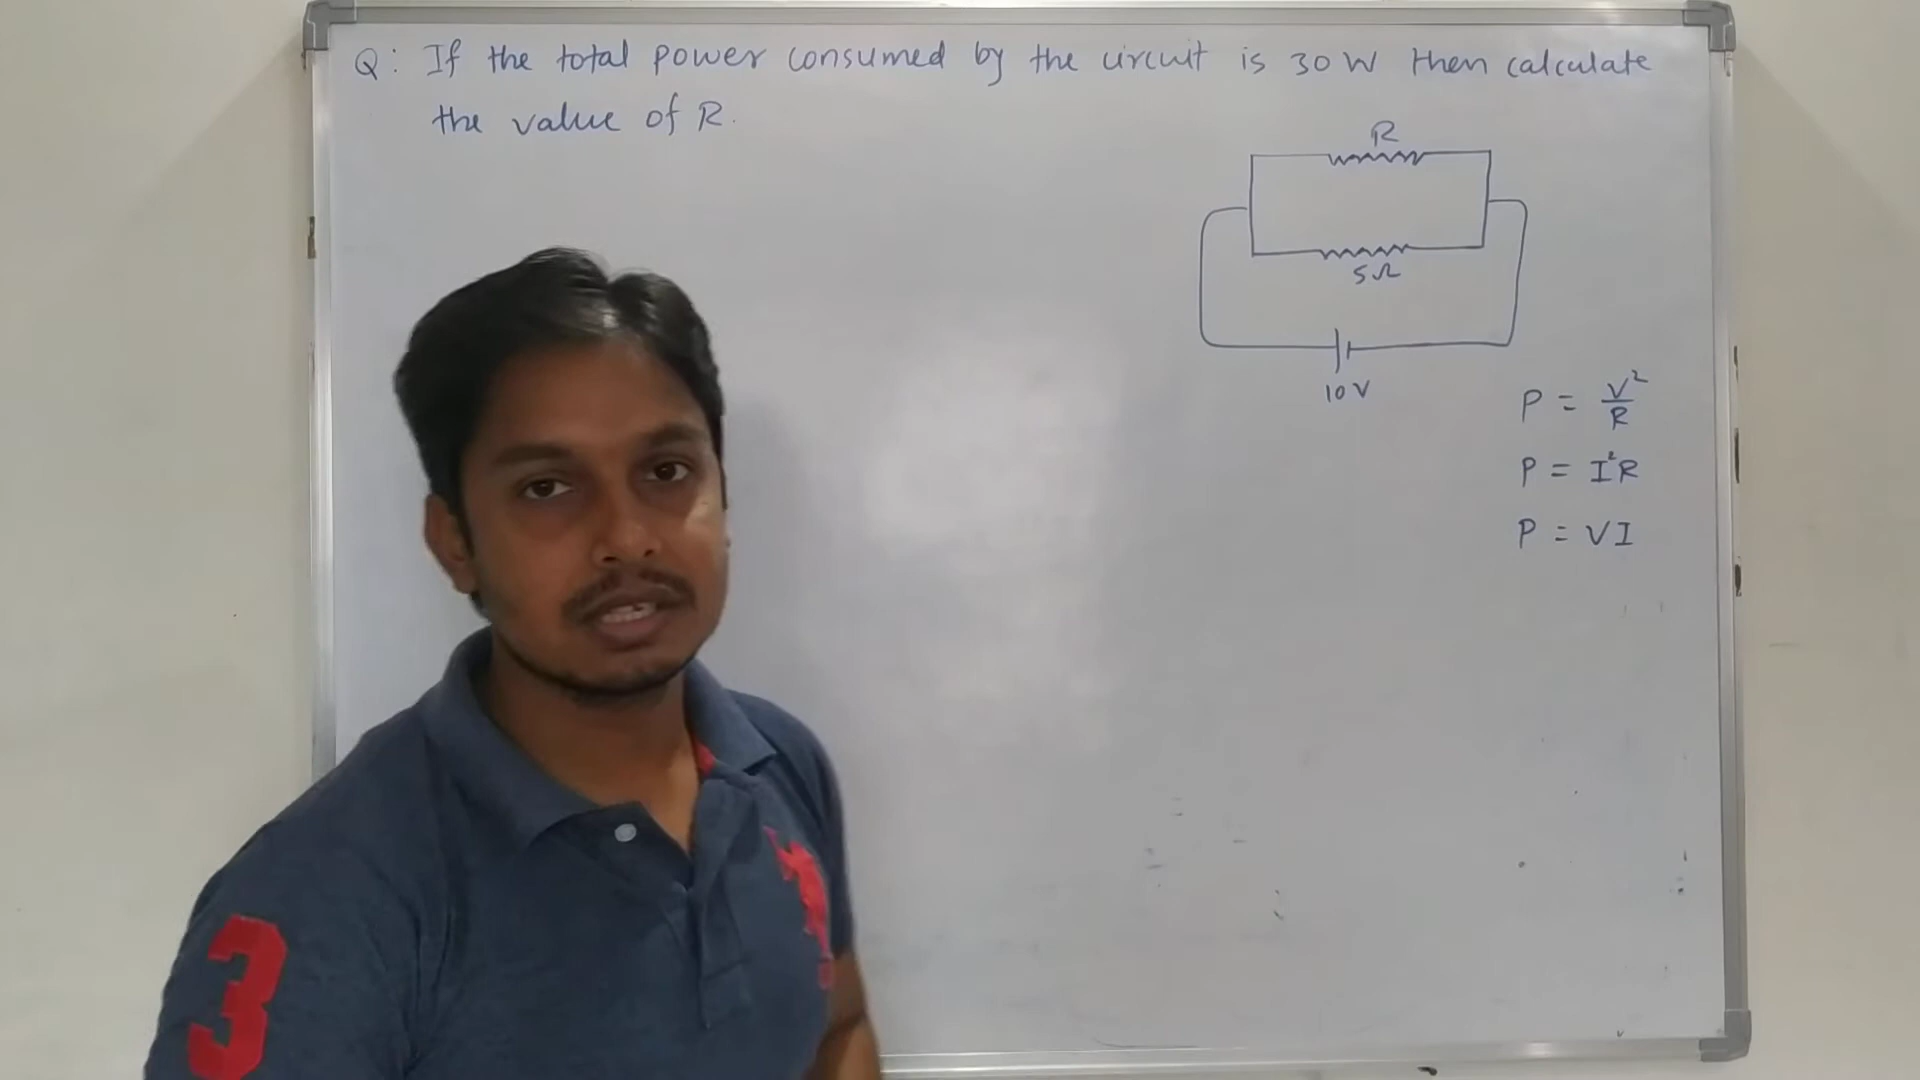 Q: If the total power consumed by the circuit is 30 W then calculate
the value of R.
R
5Ω
10 V
P = V²/R
P = I²R
P = VI
3